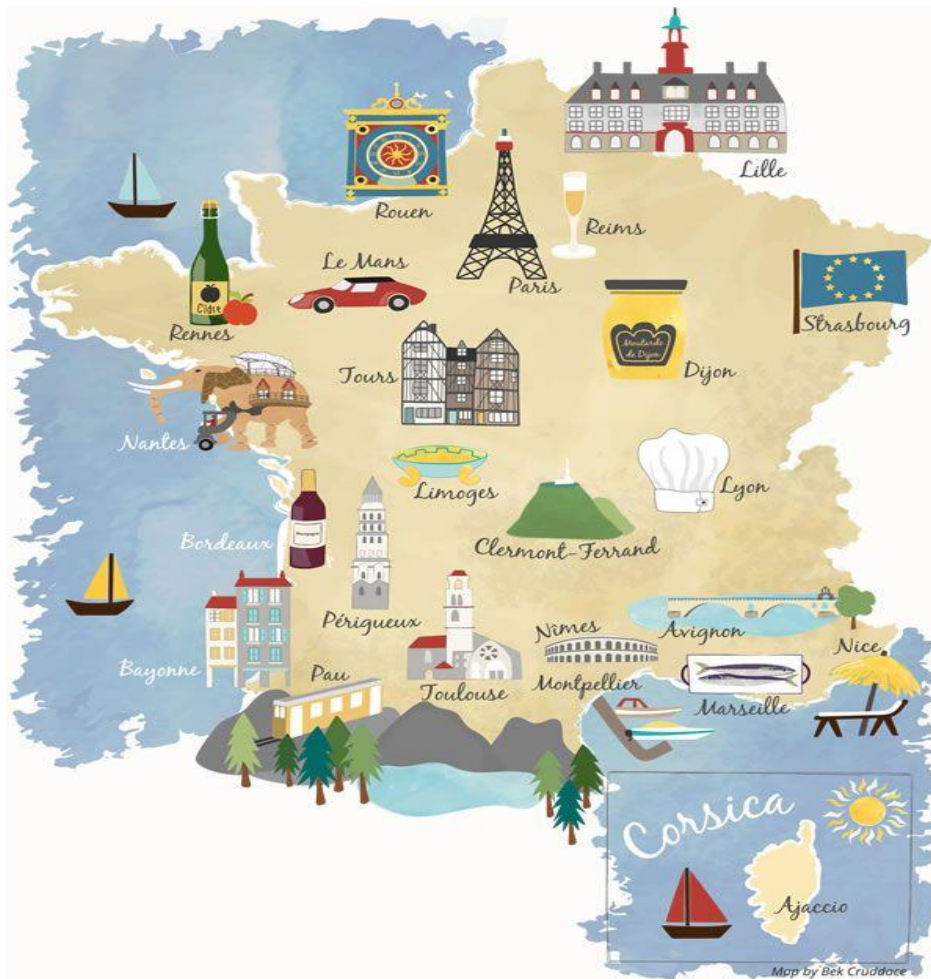 Lille
Rouen
Reims
Le Mans
Paris
Cidre
Rennes
Strasbourg
Moutarde
de Dijon
Tours
Dijon
Nantes
Limoges
Lyon
Bordeaux
Clermont-Ferrand
Périgueux
Avignon
Nîmes
Nice
Bayonne
Pau
Toulouse
Montpellier
Marseille
Corsica
Ajaccio
Map by Bek Cruddace